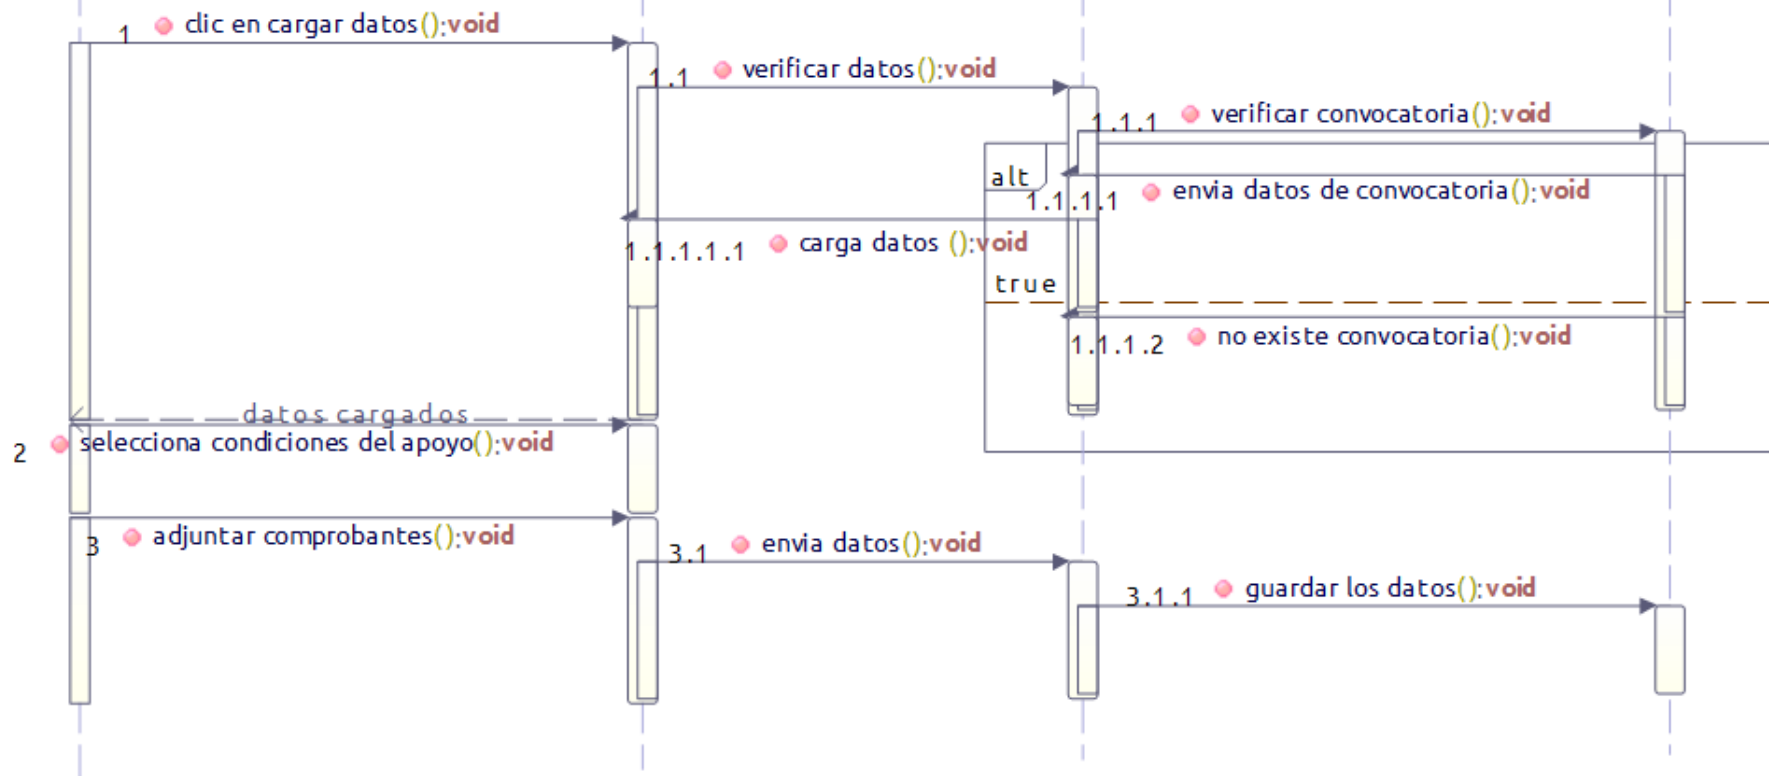 1 clic en cargar datos():void
1.1 verificar datos():void
1.1.1 verificar convocatoria():void
alt
1.1.1.1 envia datos de convocatoria():void
1.1.1.1.1 carga datos ():void
true
1.1.1.2 no existe convocatoria():void
datos cargados
2 selecciona condiciones del apoyo():void
3 adjuntar comprobantes():void
3.1 envia datos():void
3.1.1 guardar los datos():void